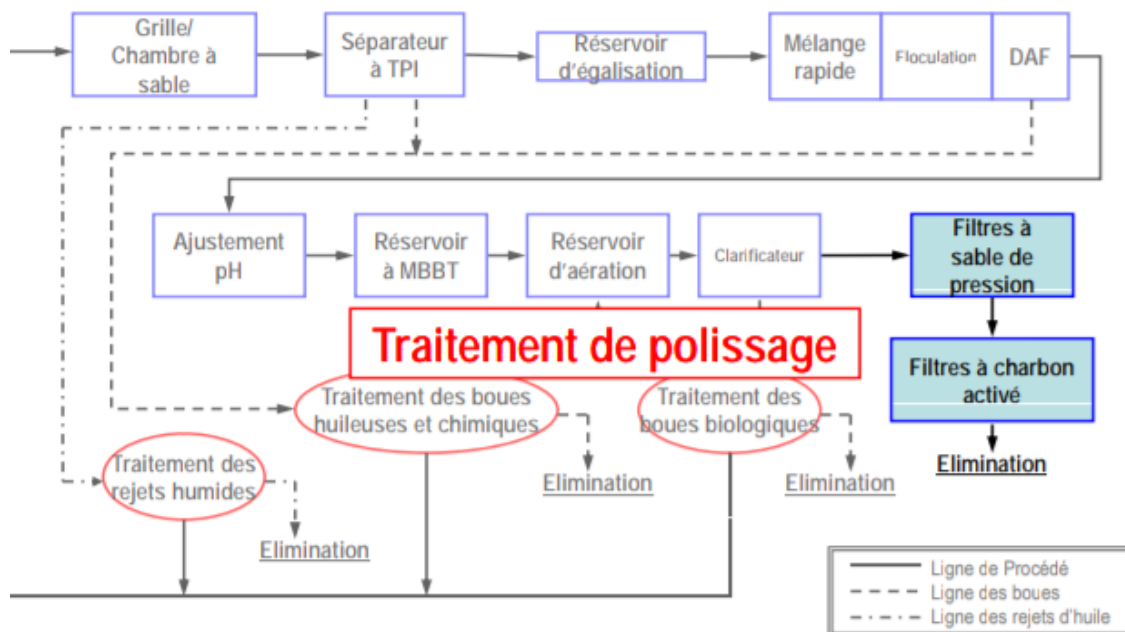 Grille/
Chambre à
sable
Séparateur
à TPI
Réservoir
d'égalisation
Mélange
rapide
Floculation
DAF
Ajustement
pH
Réservoir
à MBBT
Réservoir
d'aération
Clarificateur
Filtres à
sable de
pression
Traitement de polissage
Filtres à charbon
activé
Traitement des boues
huileuses et chimiques
Traitement des
boues biologiques
Elimination
Traitement des
rejets humides
Elimination
Elimination
Elimination
Ligne de Procédé
Ligne des boues
Ligne des rejets d'huile